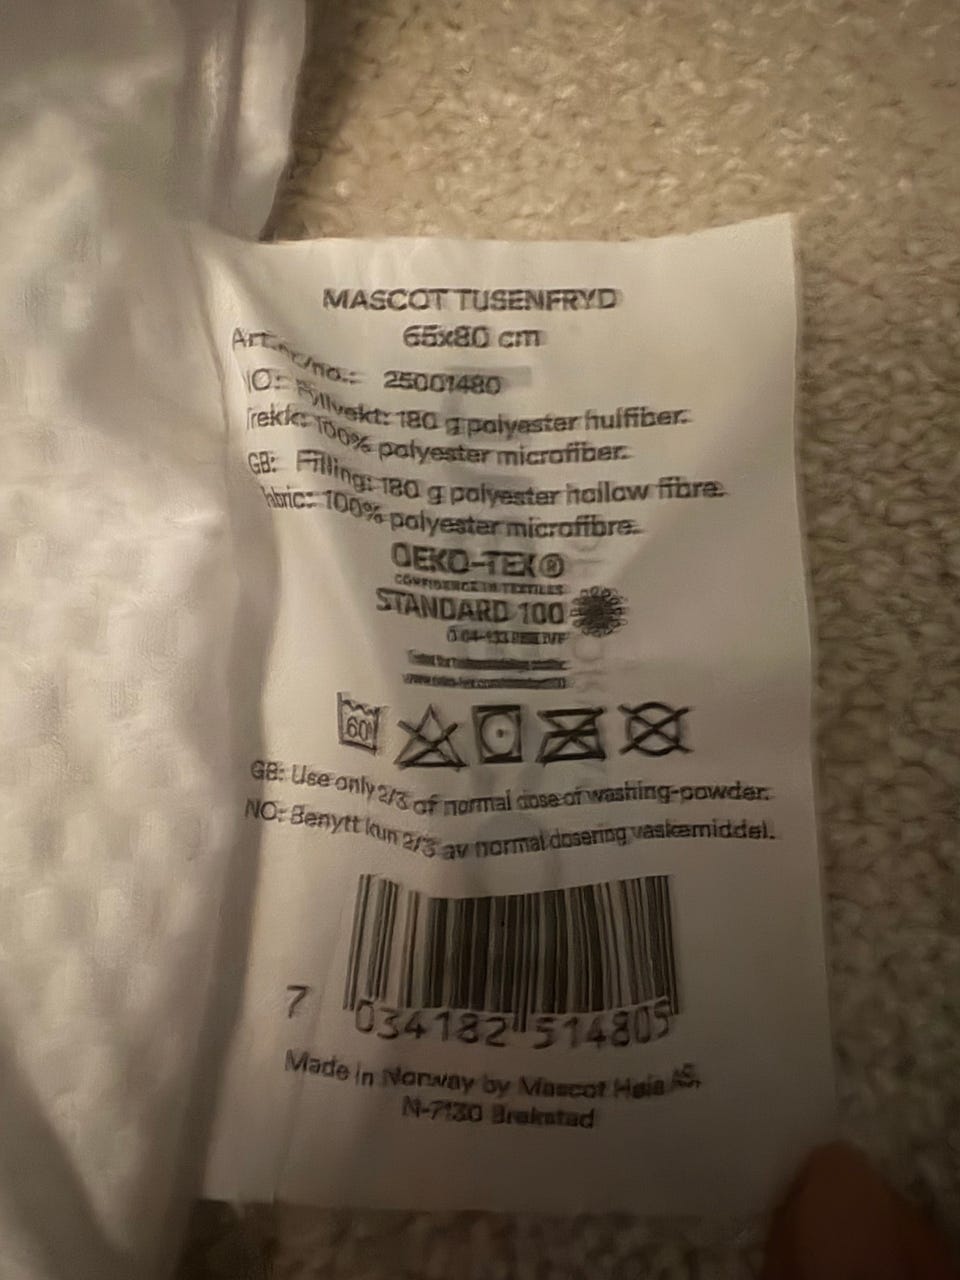 MASCOT TUSENFRYD
65x80 cm
Art.nr/no.: 25001480
NO: Fillvekt: 180 g polyester hulfiber.
Trekk: 100% polyester microfiber.
GB: Filling: 180 g polyester hollow fibre.
Fabric: 100% polyester microfibre.
OEKO-TEX®
CONFIDENCE IN TEXTILES
STANDARD 100
60
GB: Use only 2/3 of normal dose of washing-powder.
NO: Benytt kun 2/3 av normal dosering vaskemiddel.
7 034182 514805
Made in Norway by Mascot Høie AS,
N-7130 Brekstad